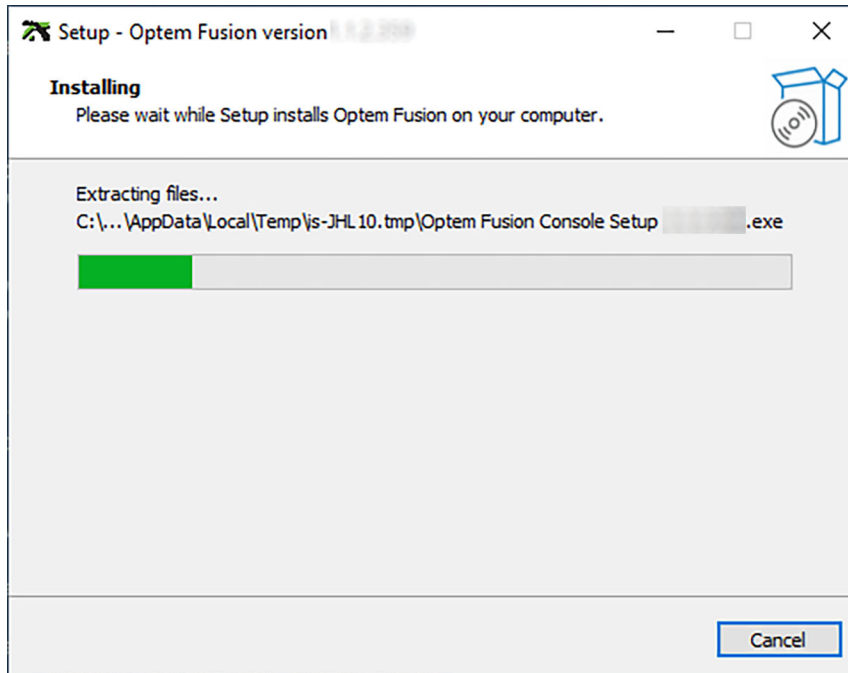 Setup - Optem Fusion version
Installing
Please wait while Setup installs Optem Fusion on your computer.
Extracting files...
C:\...\AppData\Local\Temp\is-JHL10.tmp\Optem Fusion Console Setup .exe
Cancel